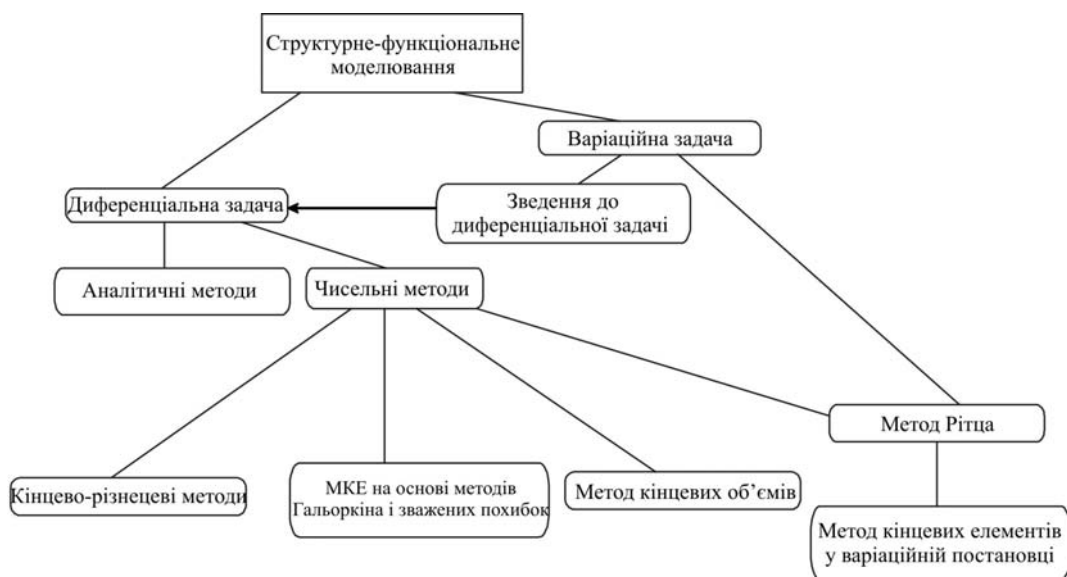 Структурне-функціональне
моделювання
Варіаційна задача
Диференціальна задача
Зведення до
диференціальної задачі
Аналітичні методи
Чисельні методи
Метод Рітца
Кінцево-різнецеві методи
МКЕ на основі методів
Гальоркіна і зважених похибок
Метод кінцевих об’ємів
Метод кінцевих елементів
у варіаційній постановці